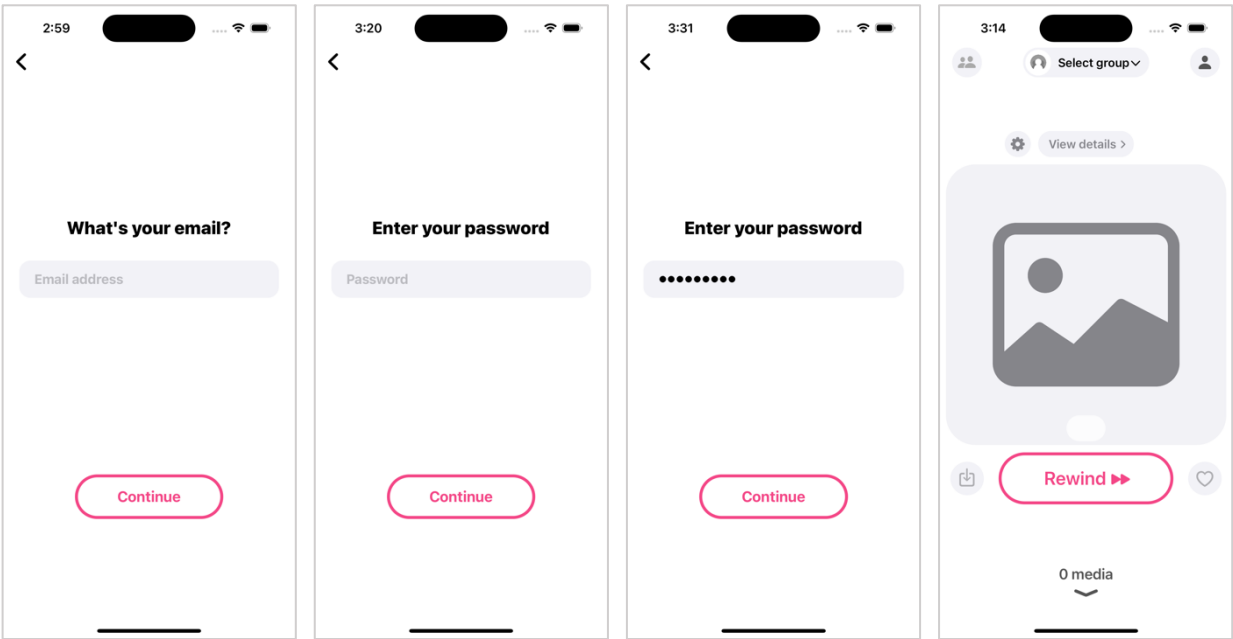 2:59
What's your email?
Email address
Continue
3:20
Enter your password
Password
Continue
3:31
Enter your password
•••••••••
Continue
3:14
Select group
View details >
Rewind
0 media